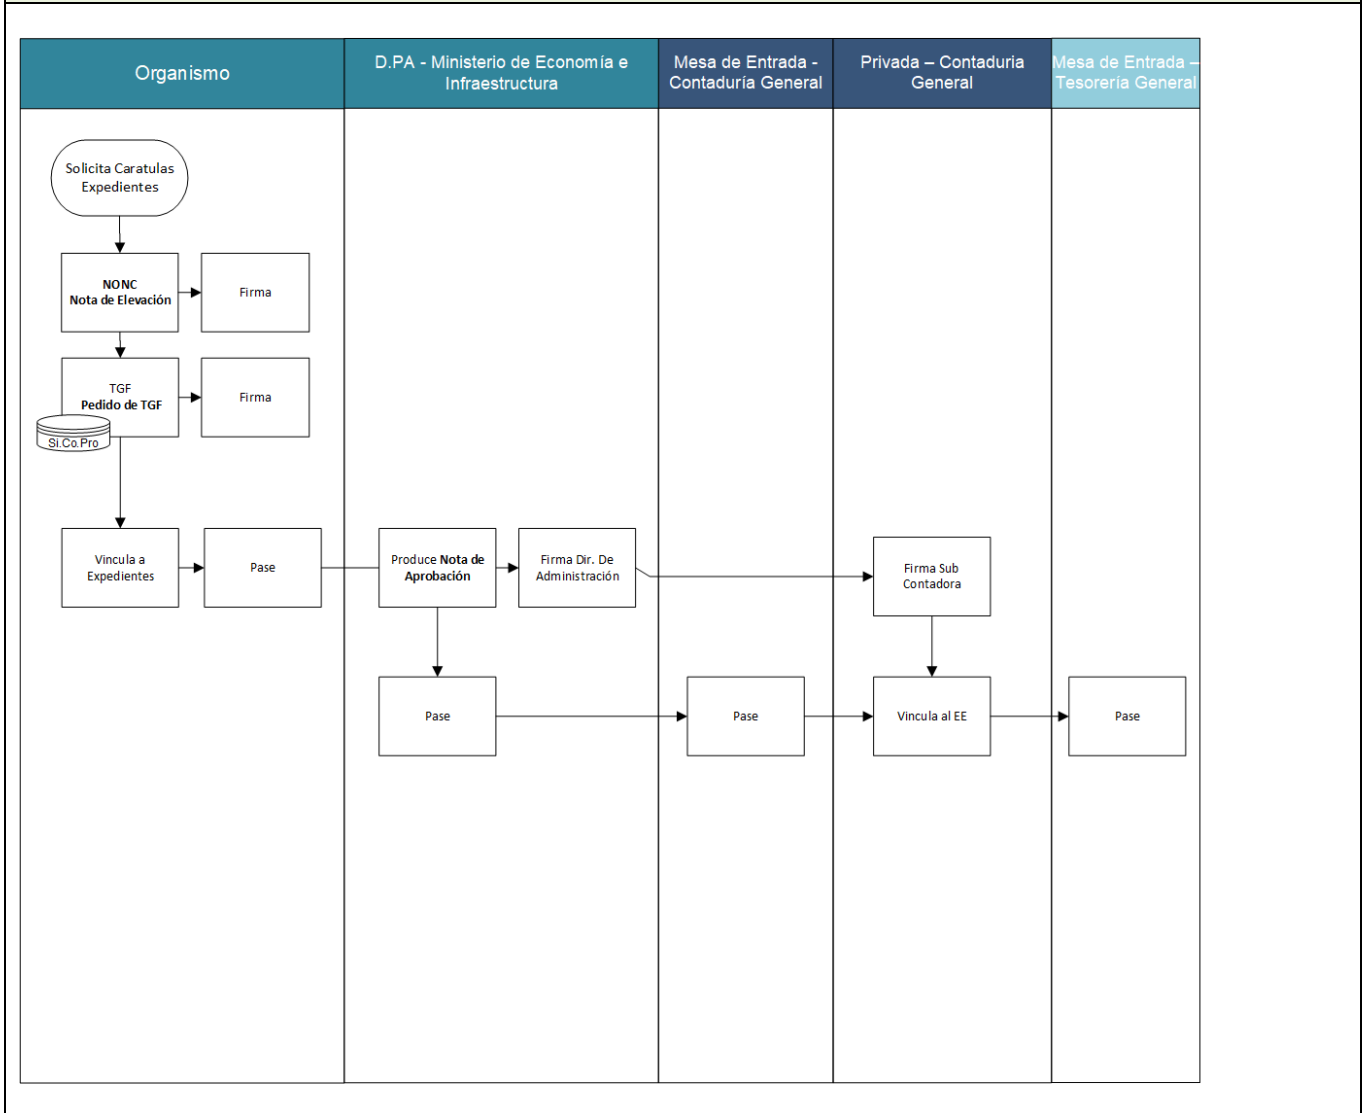 Organismo
D.PA - Ministerio de Economía e
Infraestructura
Mesa de Entrada -
Contaduría General
Privada – Contaduria
General
Mesa de Entrada –
Tesorería General
Solicita Caratulas
Expedientes
NONC
Nota de Elevación
Firma
TGF
Pedido de TGF
Firma
Si.Co.Pro
Vincula a
Expedientes
Pase
Produce Nota de
Aprobación
Firma Dir. De
Administración
Firma Sub
Contadora
Pase
Pase
Vincula al EE
Pase